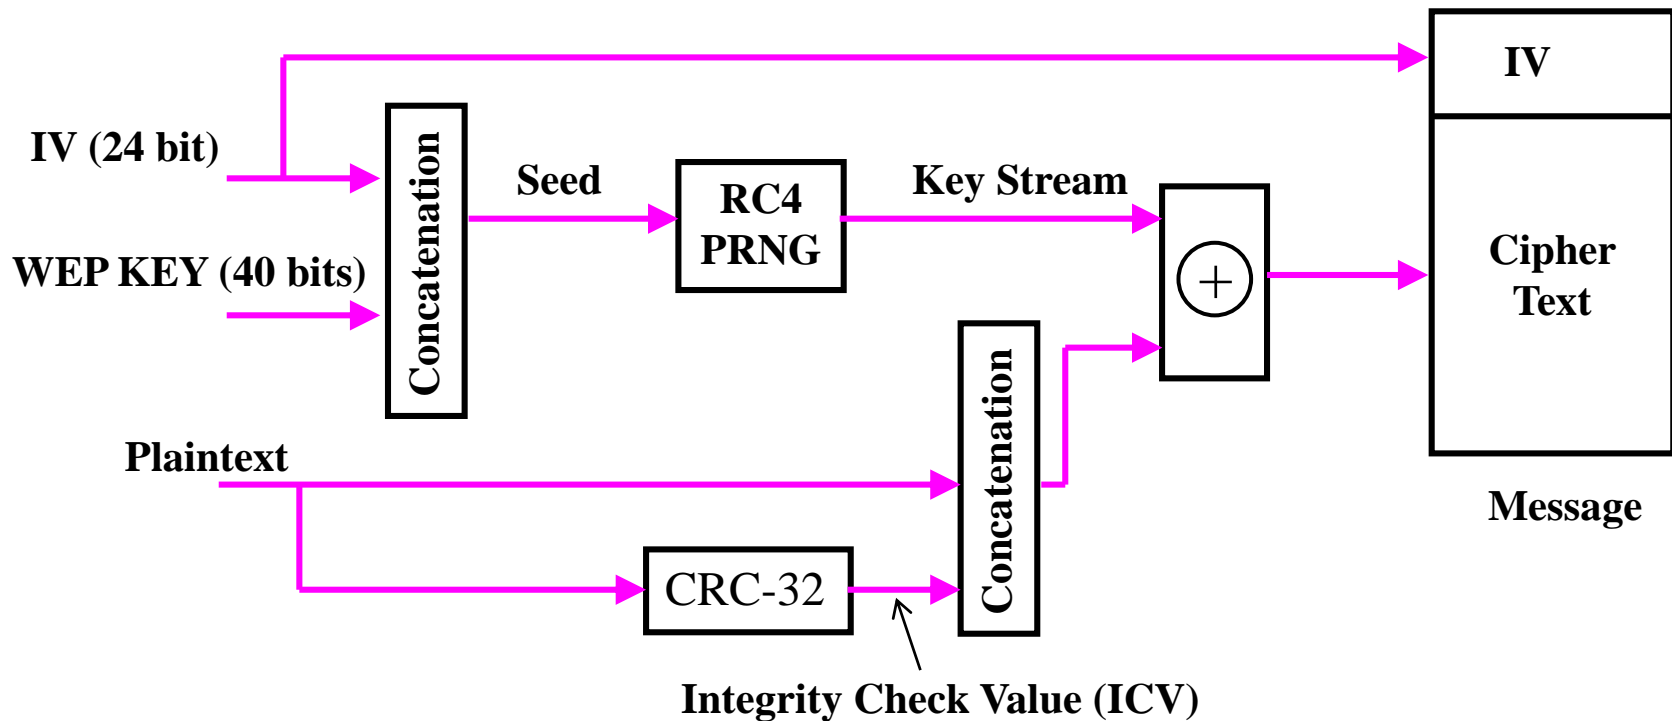 IV
IV (24 bit)
Concatenation
Seed
RC4
PRNG
Key Stream
WEP KEY (40 bits)
Cipher
Text
Plaintext
Concatenation
Message
CRC-32
Integrity Check Value (ICV)